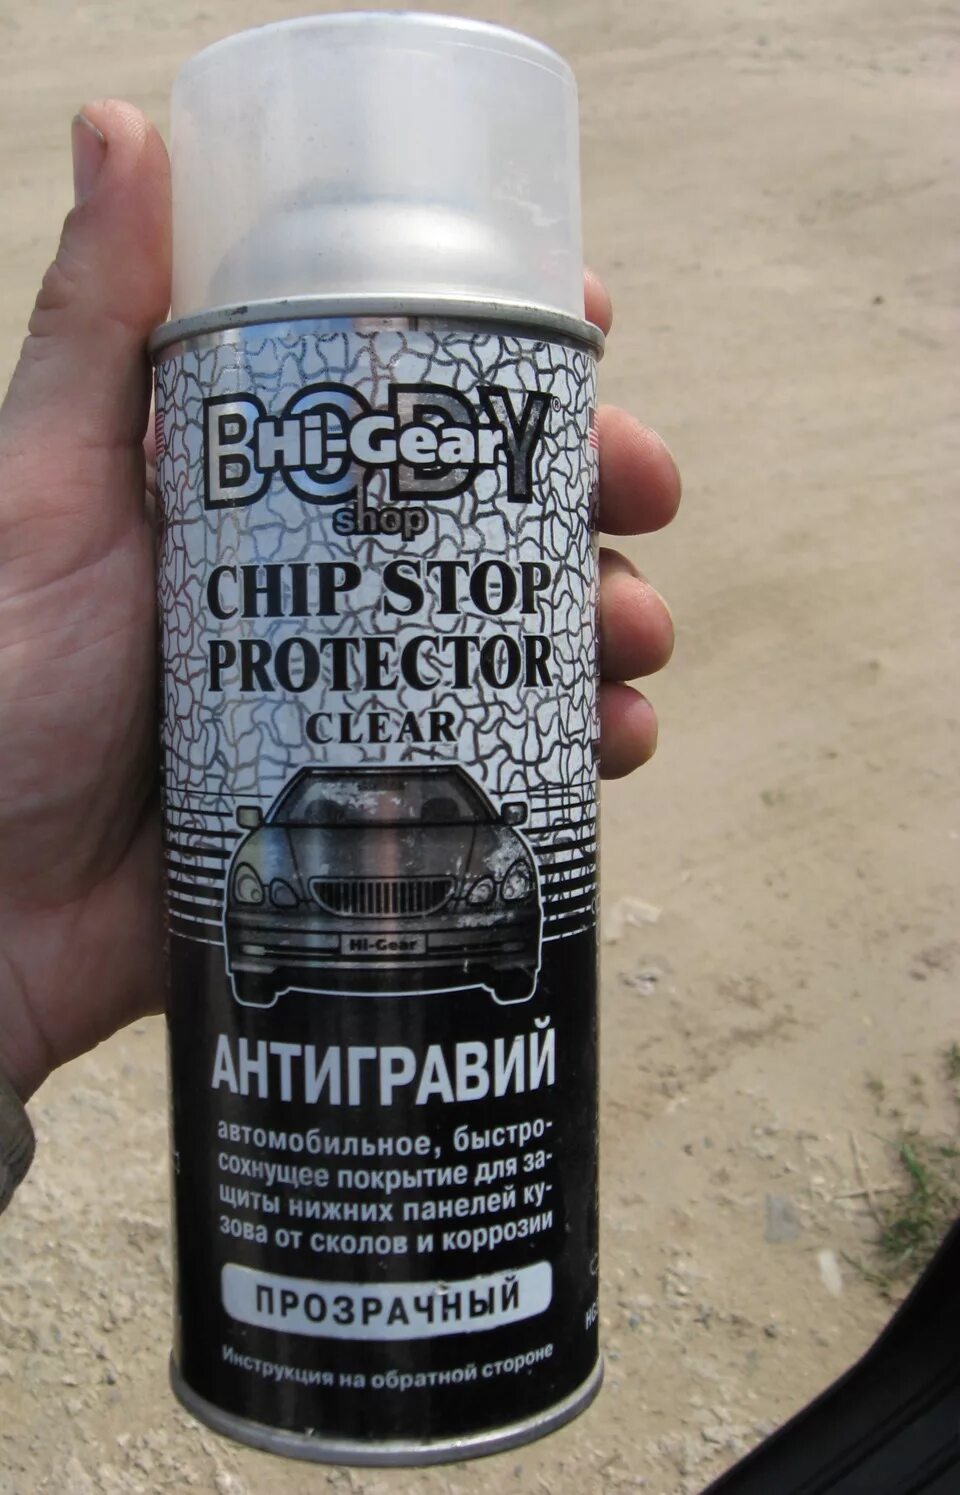 BODY
Hi-Gear
shop
CHIP STOP
PROTECTOR
CLEAR
Hi-Gear
АНТИГРАВИЙ
автомобильное, быстро-
сохнущее покрытие для за-
щиты нижних панелей ку-
зова от сколов и коррозии
ПРОЗРАЧНЫЙ
Инструкция на обратной стороне